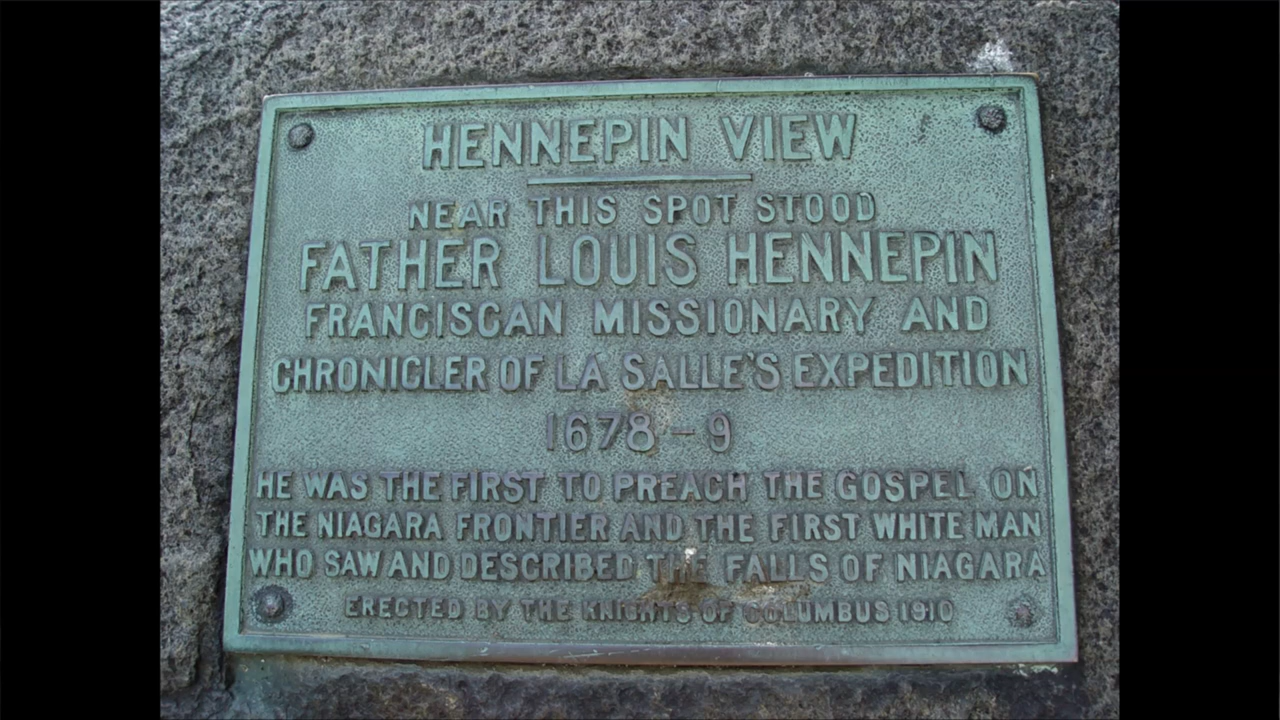 HENNEPIN VIEW
NEAR THIS SPOT STOOD
FATHER LOUIS HENNEPIN
FRANCISCAN MISSIONARY AND
CHRONICLER OF LA SALLE'S EXPEDITION
1678-9
HE WAS THE FIRST TO PREACH THE GOSPEL ON
THE NIAGARA FRONTIER AND THE FIRST WHITE MAN
WHO SAW AND DESCRIBED THE FALLS OF NIAGARA
ERECTED BY THE KNIGHTS OF COLUMBUS 1910